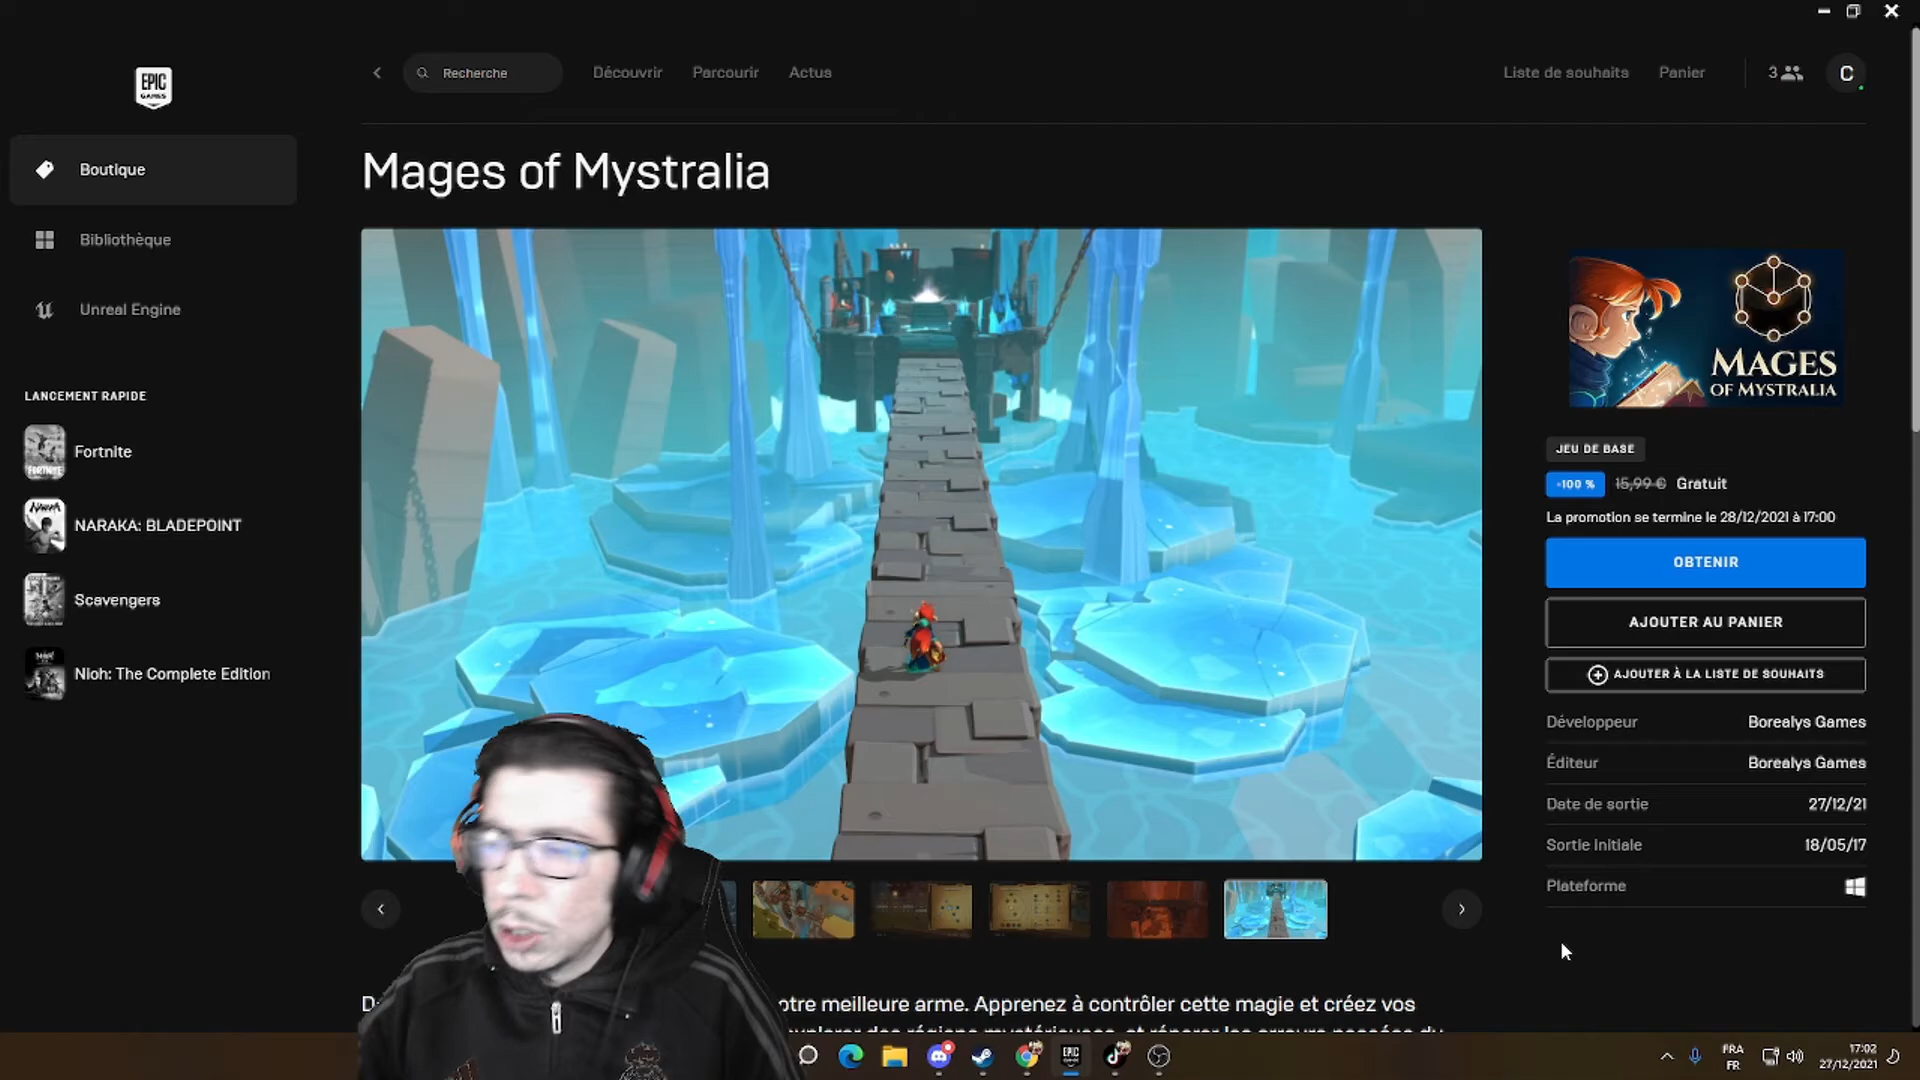 EPIC
GAMES
Recherche
Découvrir
Parcourir
Actus
Liste de souhaits
Panier
3
C
Boutique
Bibliothèque
Unreal Engine
LANCEMENT RAPIDE
Fortnite
NARAKA: BLADEPOINT
Scavengers
Nioh: The Complete Edition
Mages of Mystralia
MAGES
OF MYSTRALIA
JEU DE BASE
-100 % 15,99 € Gratuit
La promotion se termine le 28/12/2021 à 17:00
OBTENIR
AJOUTER AU PANIER
AJOUTER À LA LISTE DE SOUHAITS
Développeur Borealys Games
Éditeur Borealys Games
Date de sortie 27/12/21
Sortie initiale 18/05/17
Plateforme
otre meilleure arme. Apprenez à contrôler cette magie et créez vos
FRA
FR
17:02
27/12/2021